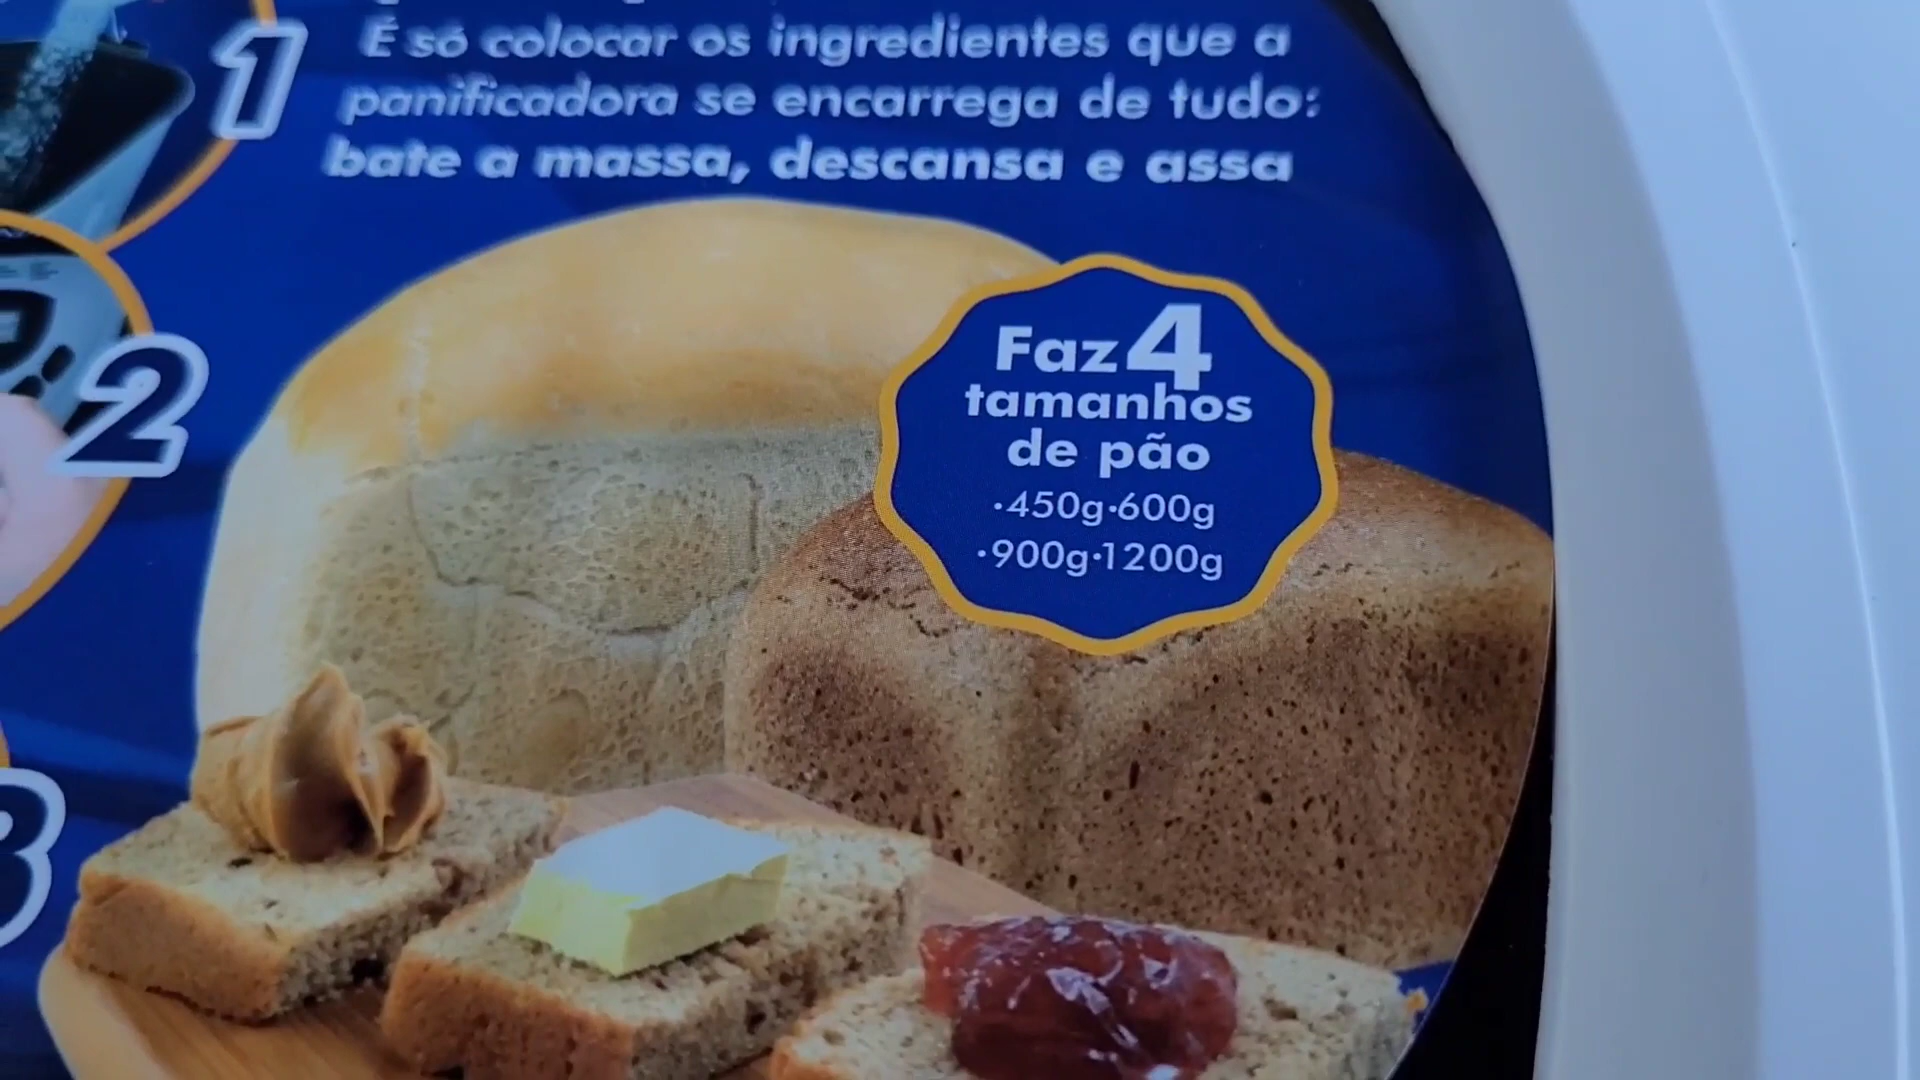 1
É só colocar os ingredientes que a
panificadora se encarrega de tudo:
bate a massa, descansa e assa
2
Faz 4
tamanhos
de pão
·450g·600g
·900g·1200g
3